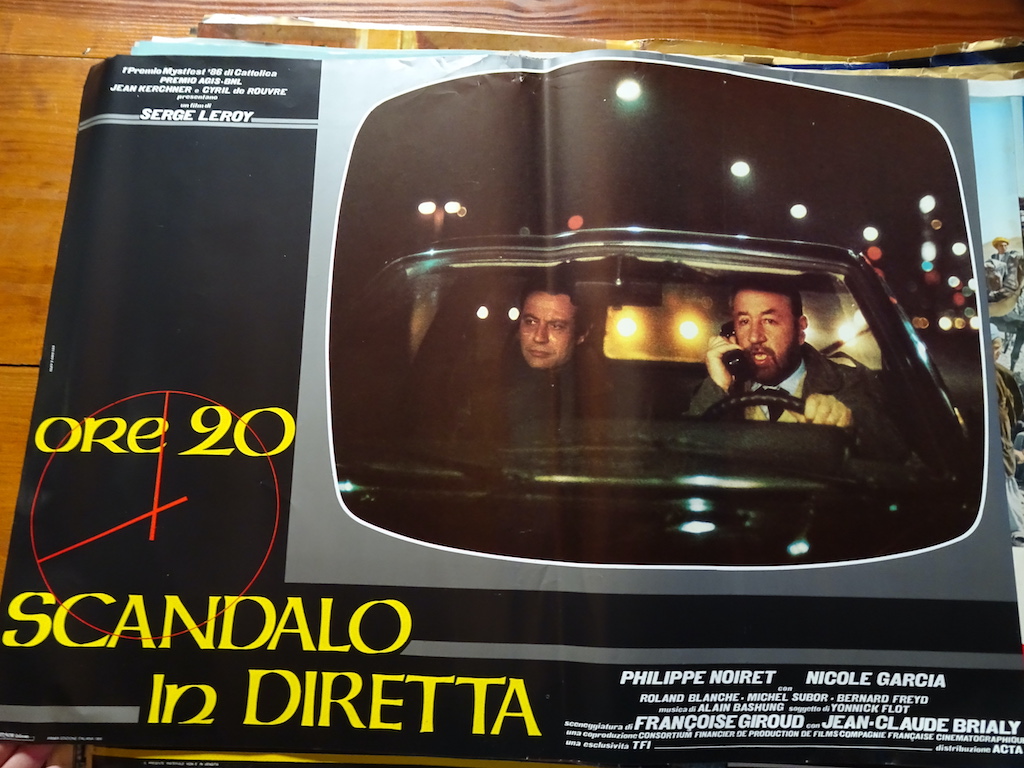 1º Premio Mystfest '86 di Cattolica
PREMIO AGIS-BNL
JEAN KERCHNER e CYRIL de ROUVRE
presentano
un film di
SERGE LEROY
ORE 20
SCANDALO
In DIRETTA
PHILIPPE NOIRET NICOLE GARCIA
con
ROLAND BLANCHE • MICHEL SUBOR • BERNARD FREYD
musica di ALAIN BASHUNG soggetto di YONNICK FLOT
sceneggiatura di FRANÇOISE GIROUD con JEAN-CLAUDE BRIALY
una coproduzione CONSORTIUM FINANCIER DE PRODUCTION DE FILMS COMPAGNIE FRANÇAISE CINEMATOGRAPHIQUE
una esclusività TFI distribuzione ACTA